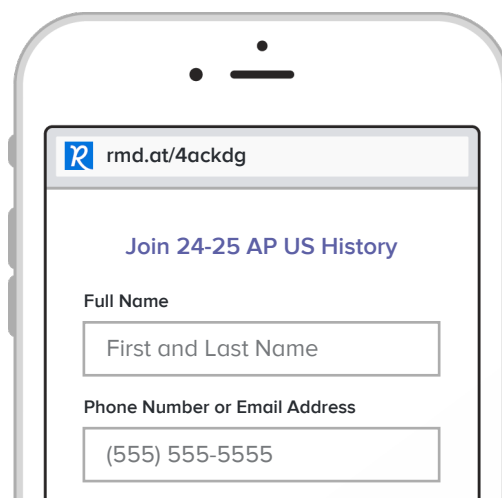 rmd.at/4ackdg
Join 24-25 AP US History
Full Name
First and Last Name
Phone Number or Email Address
(555) 555-5555